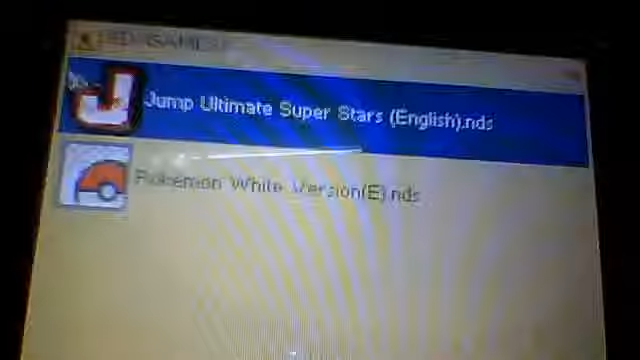 Jump Ultimate Super Stars (English).nds
Pokemon White Version(E).nds